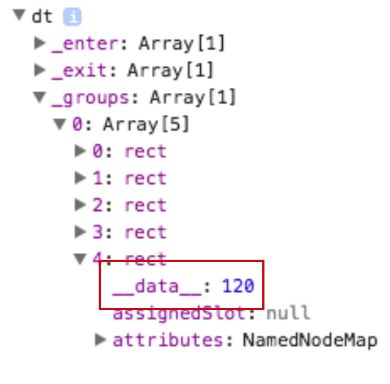 ▼ dt i
▶ _enter: Array[1]
▶ _exit: Array[1]
▼ _groups: Array[1]
▼ 0: Array[5]
▶ 0: rect
▶ 1: rect
▶ 2: rect
▶ 3: rect
▼ 4: rect
__data__: 120
assignedSlot: null
▶ attributes: NamedNodeMap